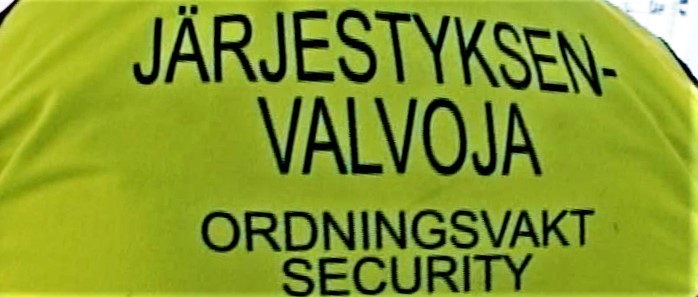 JÄRJESTYKSEN-
VALVOJA
ORDNINGSVAKT
SECURITY